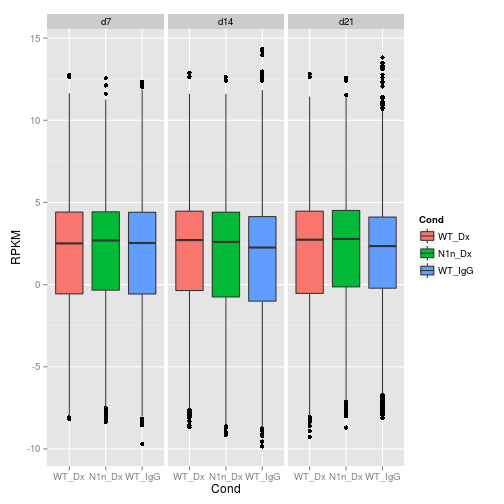 d7 d14 d21
15
10
5
0
-5
-10
RPKM
WT_Dx N1n_Dx WT_IgG WT_Dx N1n_Dx WT_IgG WT_Dx N1n_Dx WT_IgG
Cond
Cond
WT_Dx
N1n_Dx
WT_IgG